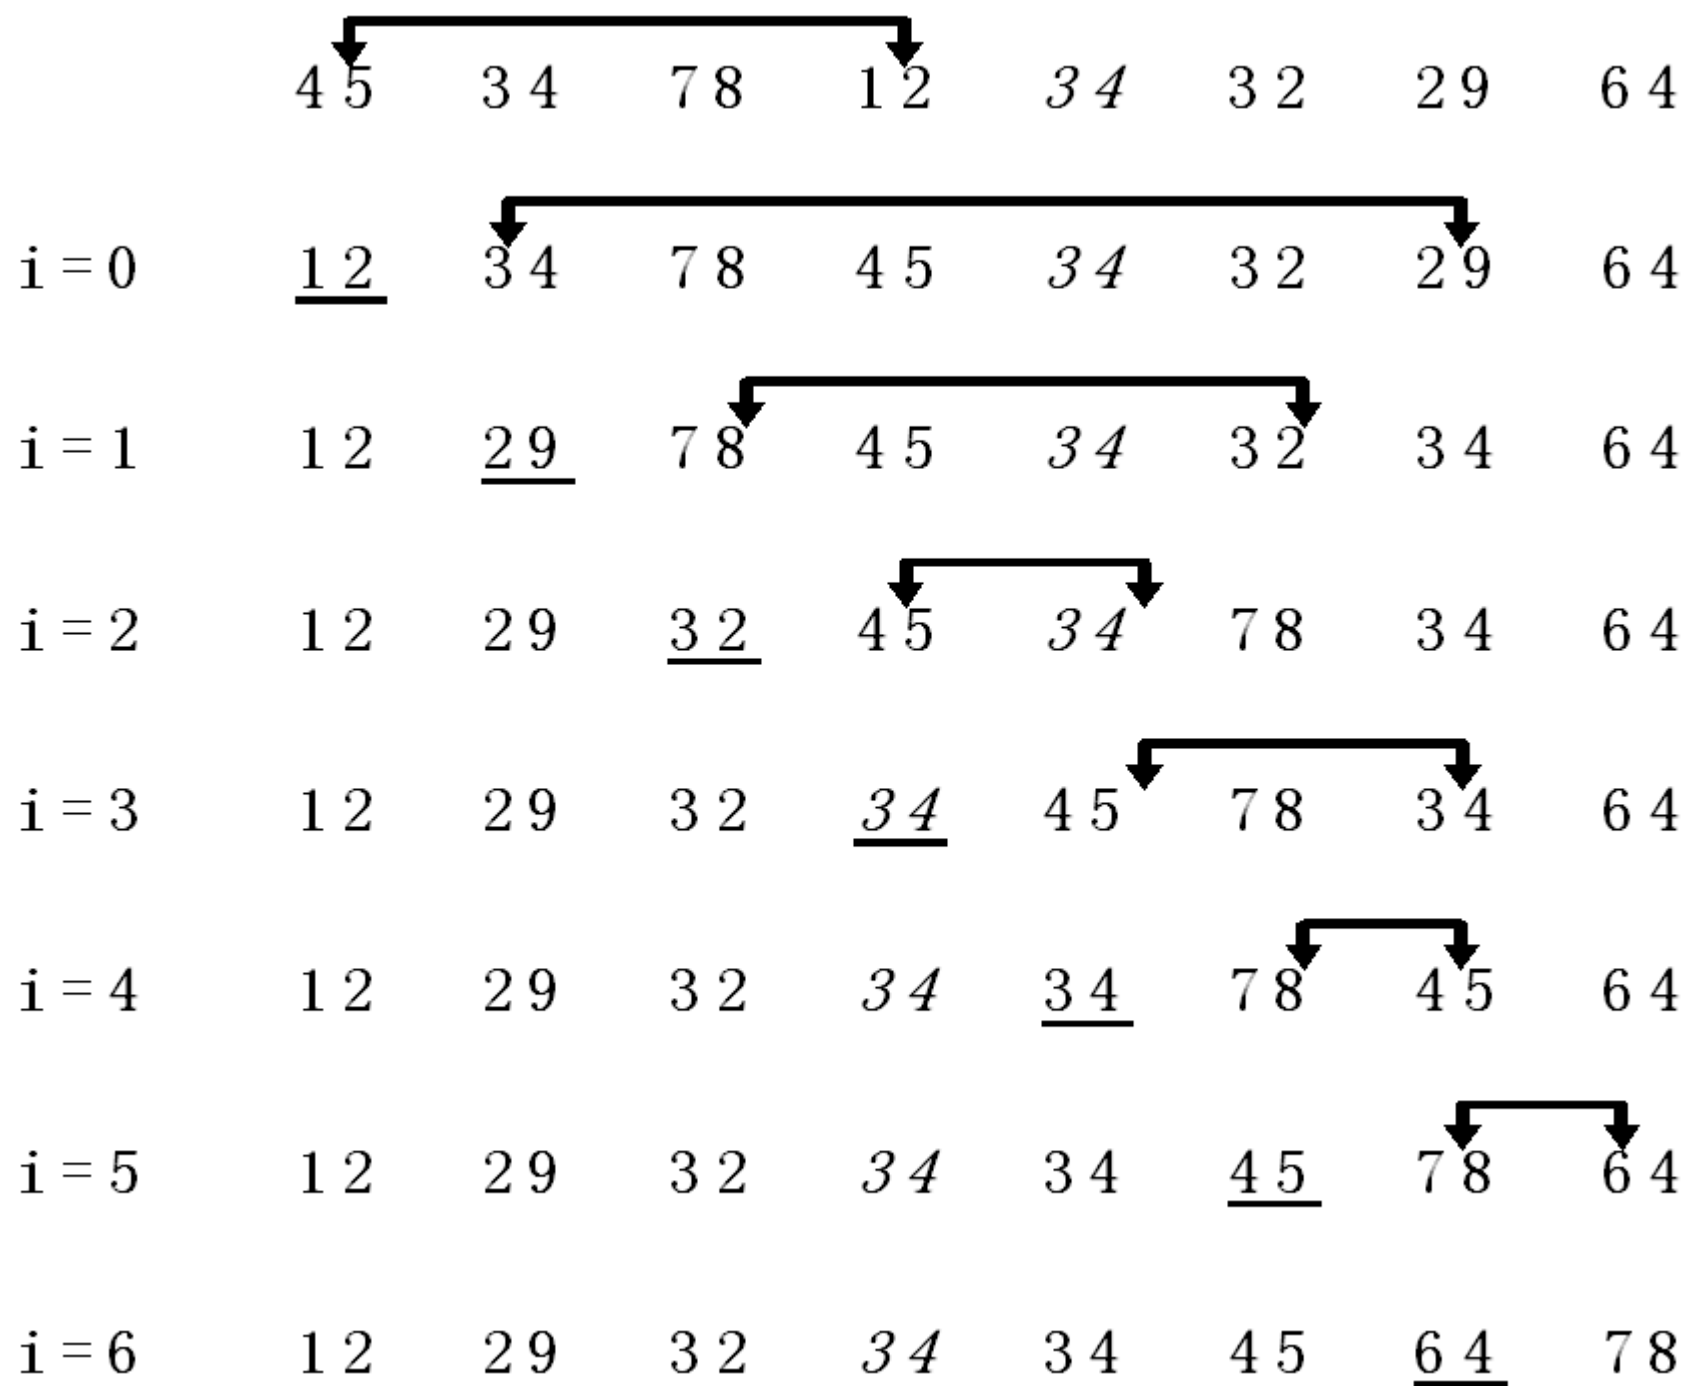 45 34 78 12 34 32 29 64
i=0 12 34 78 45 34 32 29 64
i=1 12 29 78 45 34 32 34 64
i=2 12 29 32 45 34 78 34 64
i=3 12 29 32 34 45 78 34 64
i=4 12 29 32 34 34 78 45 64
i=5 12 29 32 34 34 45 78 64
i=6 12 29 32 34 34 45 64 78